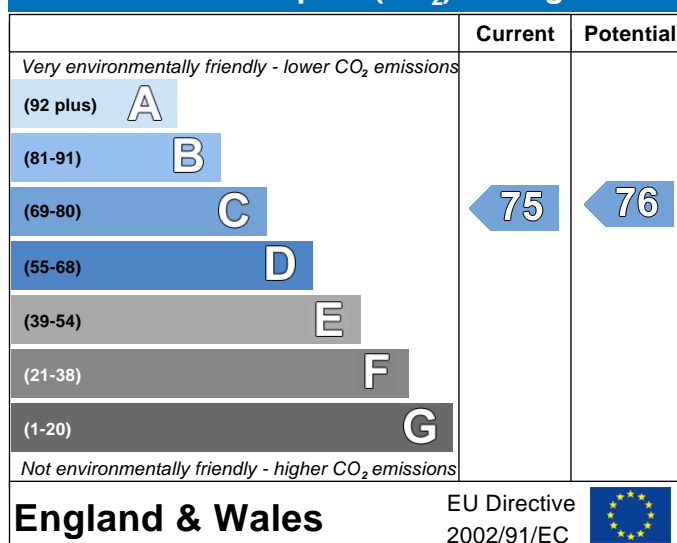 Current Potential
Very environmentally friendly - lower CO₂ emissions
(92 plus) A
(81-91) B
(69-80) C 75 76
(55-68) D
(39-54) E
(21-38) F
(1-20) G
Not environmentally friendly - higher CO₂ emissions
England & Wales
EU Directive
2002/91/EC